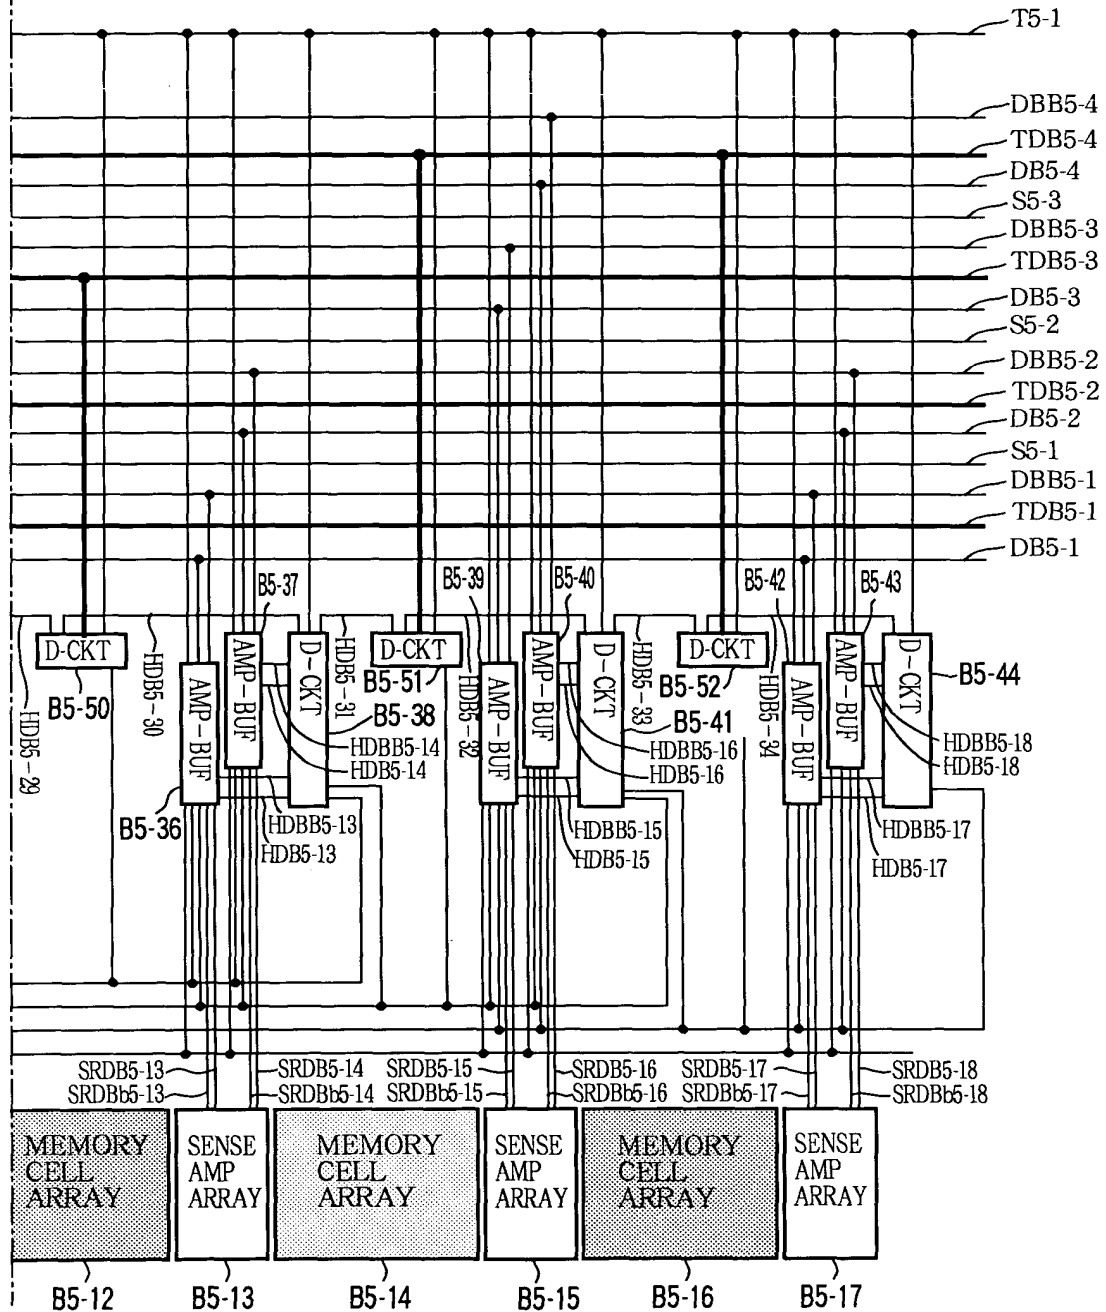 T5-1
DBB5-4
TDB5-4
DB5-4
S5-3
DBB5-3
TDB5-3
DB5-3
S5-2
DBB5-2
TDB5-2
DB5-2
S5-1
DBB5-1
TDB5-1
DB5-1
B5-37
B5-39
B5-40
B5-42
B5-43
D-CKT
B5-50
HDB5-29
HDB5-30
AMP-BUF
AMP-BUF
D-CKT
HDB5-31
D-CKT
B5-51
HDB5-32
AMP-BUF
AMP-BUF
D-CKT
HDB5-33
D-CKT
B5-52
HDB5-34
AMP-BUF
AMP-BUF
D-CKT
B5-44
B5-38
B5-41
HDBB5-14
HDB5-14
HDBB5-16
HDB5-16
HDBB5-18
HDB5-18
B5-36
HDBB5-13
HDB5-13
HDBB5-15
HDB5-15
HDBB5-17
HDB5-17
SRDB5-13
SRDB5-14
SRDB5-15
SRDB5-16
SRDB5-17
SRDB5-18
SRDBb5-13
SRDBb5-14
SRDBb5-15
SRDBb5-16
SRDBb5-17
SRDBb5-18
MEMORY
CELL
ARRAY
SENSE
AMP
ARRAY
MEMORY
CELL
ARRAY
SENSE
AMP
ARRAY
MEMORY
CELL
ARRAY
SENSE
AMP
ARRAY
B5-12
B5-13
B5-14
B5-15
B5-16
B5-17